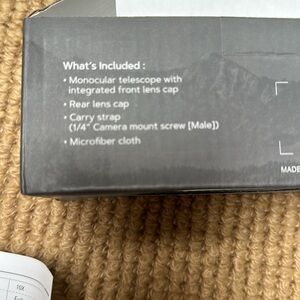 What's Included :
• Monocular telescope with
integrated front lens cap
• Rear lens cap
• Carry strap
(1/4" Camera mount screw [Male])
• Microfiber cloth
MADE
10X